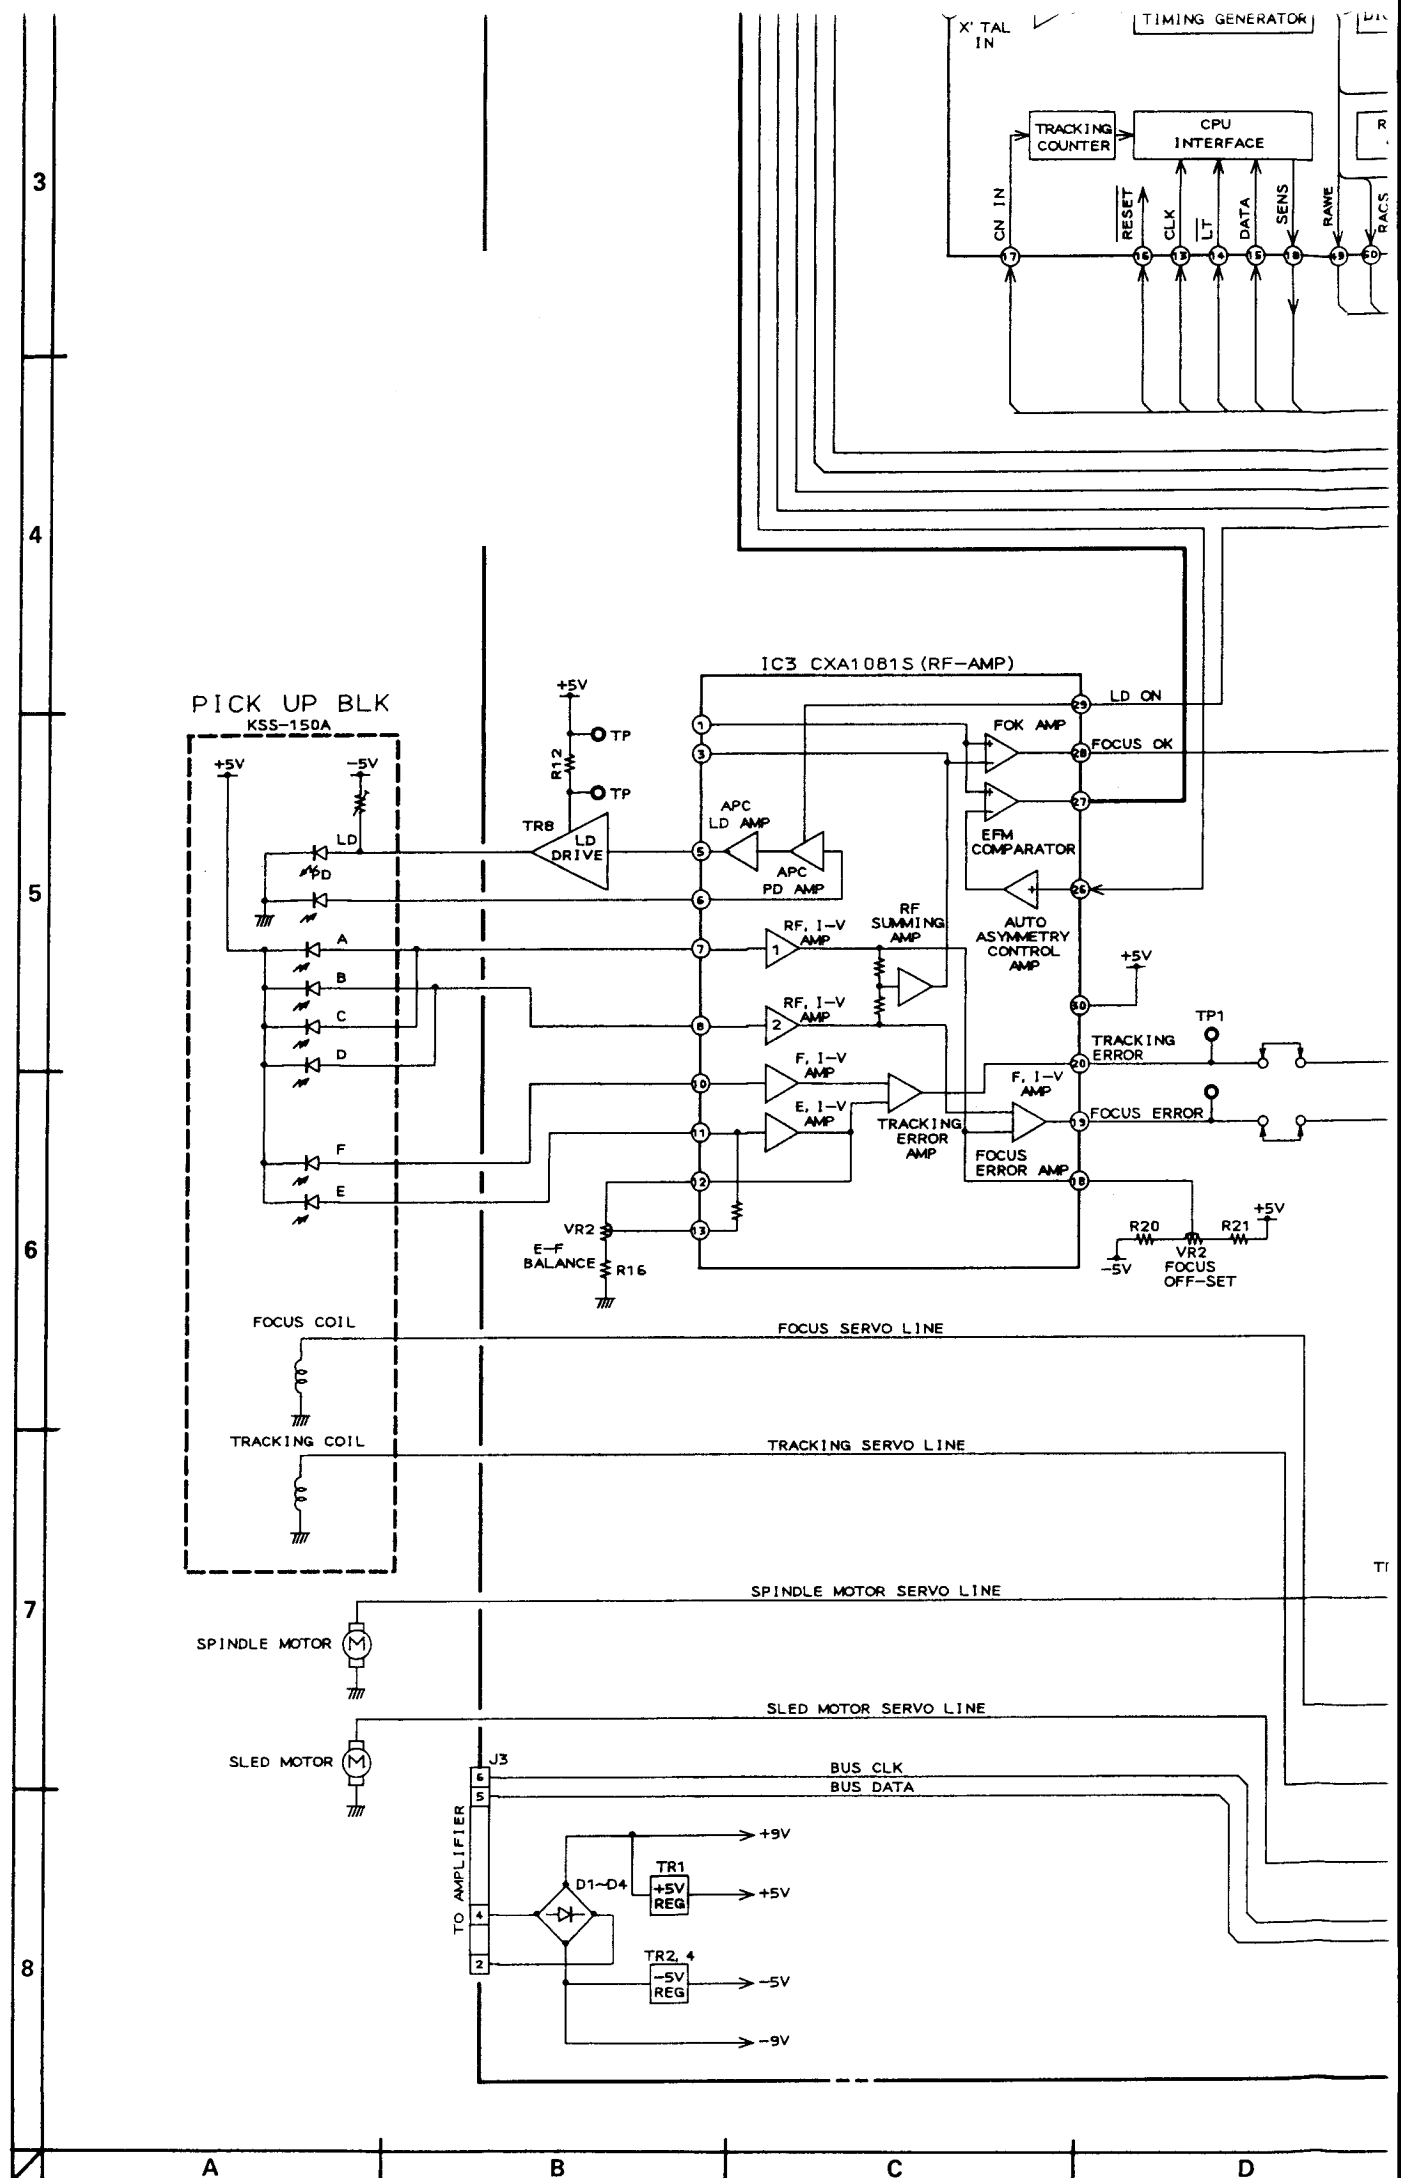 X'TAL
IN
TIMING GENERATOR
TRACKING
COUNTER
CPU
INTERFACE
R
3
CN IN
RESET
CLK
LT
DATA
SENS
RAWE
RACS
17
16
13
14
15
18
49
50
4
IC3 CXA1081S (RF-AMP)
PICK UP BLK
KSS-150A
+5V
-5V
LD
PD
A
B
C
D
F
E
+5V
TP
R12
TP
TR8
LD
DRIVE
5
1
3
5
6
7
8
10
11
12
13
APC
LD AMP
APC
PD AMP
FOK AMP
EFM
COMPARATOR
AUTO
ASYMMETRY
CONTROL
AMP
RF
SUMMING
AMP
RF, I-V
AMP
1
RF, I-V
AMP
2
F, I-V
AMP
E, I-V
AMP
TRACKING
ERROR
AMP
F, I-V
AMP
FOCUS
ERROR AMP
29
LD ON
28
FOCUS OK
27
26
+5V
30
20
TRACKING
ERROR
TP1
19
FOCUS ERROR
18
R20
R21
+5V
-5V
VR2
FOCUS
OFF-SET
6
VR2
E-F
BALANCE
R16
FOCUS COIL
FOCUS SERVO LINE
TRACKING COIL
TRACKING SERVO LINE
7
SPINDLE MOTOR SERVO LINE
SPINDLE MOTOR
M
SLED MOTOR SERVO LINE
SLED MOTOR
M
J3
6
BUS CLK
5
BUS DATA
TO AMPLIFIER
4
2
+9V
D1~D4
TR1
+5V
REG
+5V
TR2, 4
-5V
REG
-5V
-9V
8
A
B
C
D